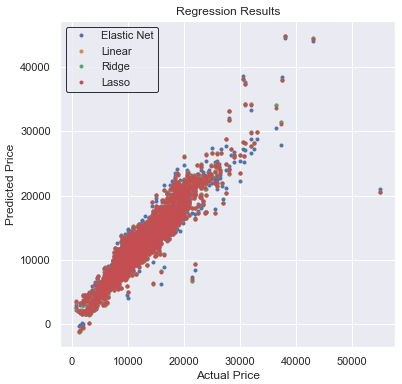 Regression Results
Elastic Net
Linear
Ridge
Lasso
40000
30000
20000
10000
0
Predicted Price
0
10000
20000
30000
40000
50000
Actual Price